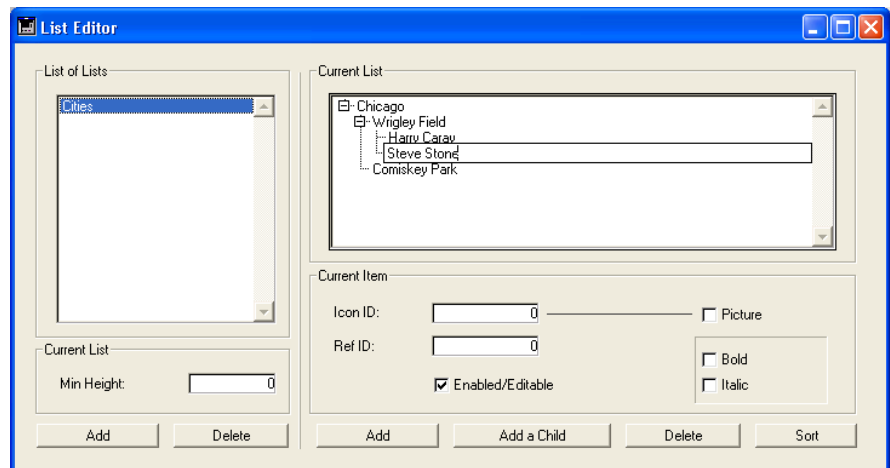 List Editor
List of Lists
Cities
Current List
Min Height: 0
Add Delete
Current List
Chicago
Wrigley Field
Harry Caray
Steve Stone
Comiskey Park
Current Item
Icon ID: 0 Picture
Ref ID: 0
Bold
Enabled/Editable Italic
Add Add a Child Delete Sort